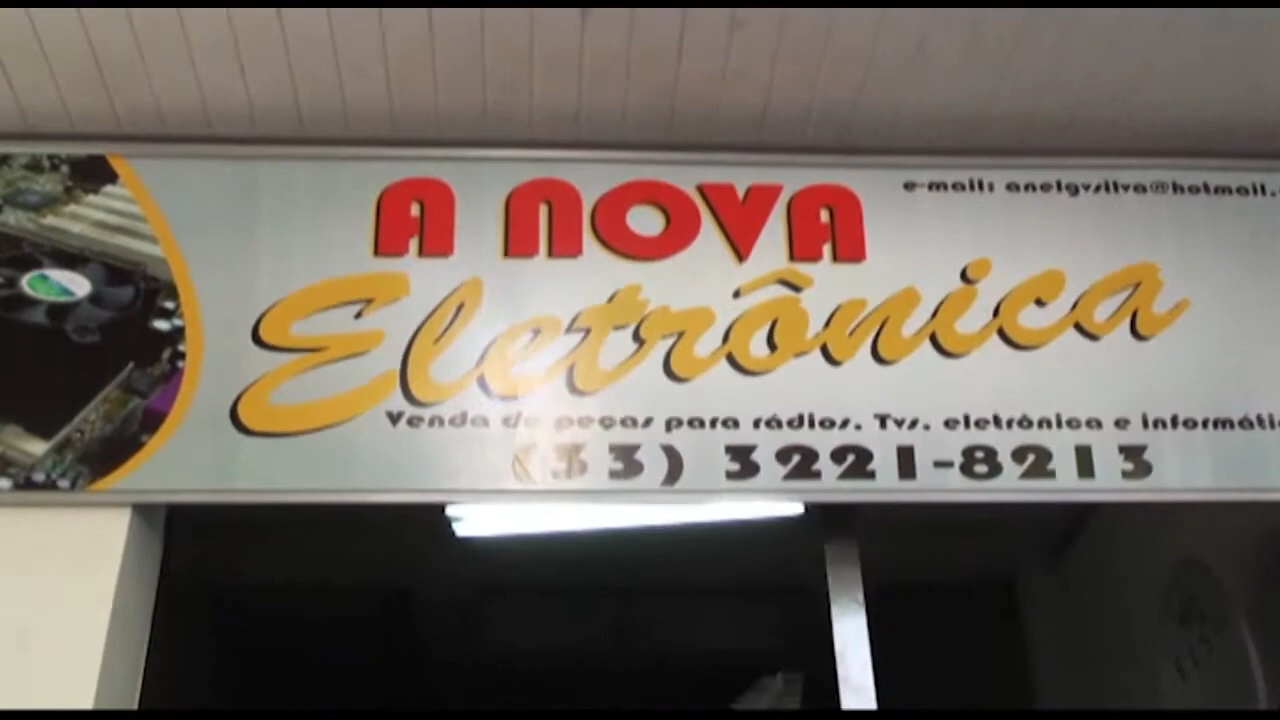 A NOVA
e-mail: anelgvsilva@hotmail.
Eletrônica
Venda de peças para rádios. Tvs. eletrônica e informáti
(33) 3221-8213